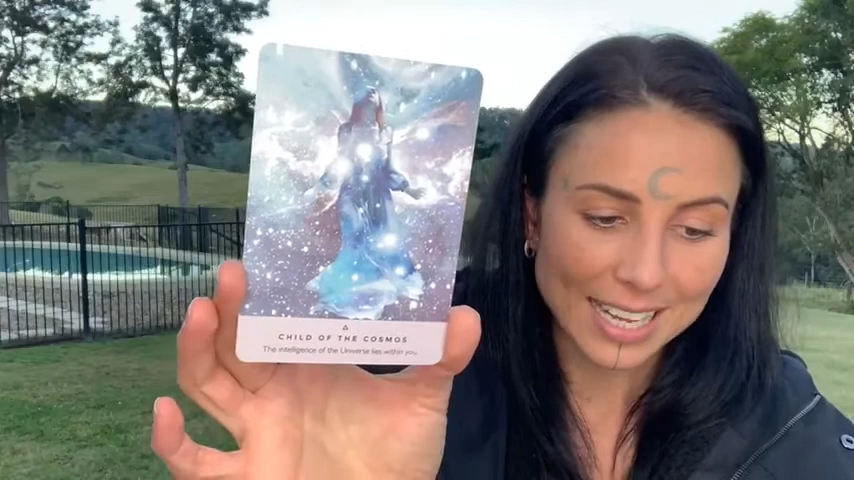 CHILD OF THE COSMOS
The intelligence of the Universe lies within you.